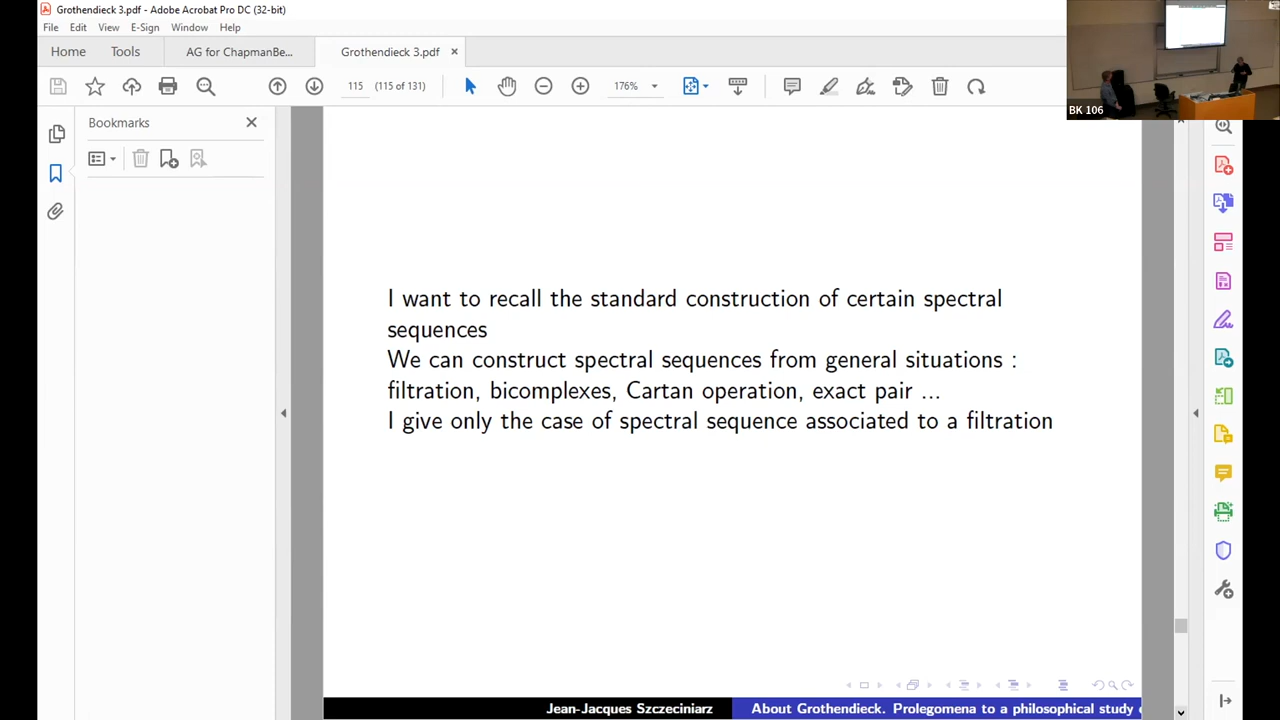 Grothendieck 3.pdf - Adobe Acrobat Pro DC (32-bit)
File Edit View E-Sign Window Help
Home Tools AG for ChapmanBe... Grothendieck 3.pdf ×
115 (115 of 131) 176%
BK 106
Bookmarks
I want to recall the standard construction of certain spectral
sequences
We can construct spectral sequences from general situations :
filtration, bicomplexes, Cartan operation, exact pair ...
I give only the case of spectral sequence associated to a filtration
Jean-Jacques Szczeciniarz About Grothendieck. Prolegomena to a philosophical study